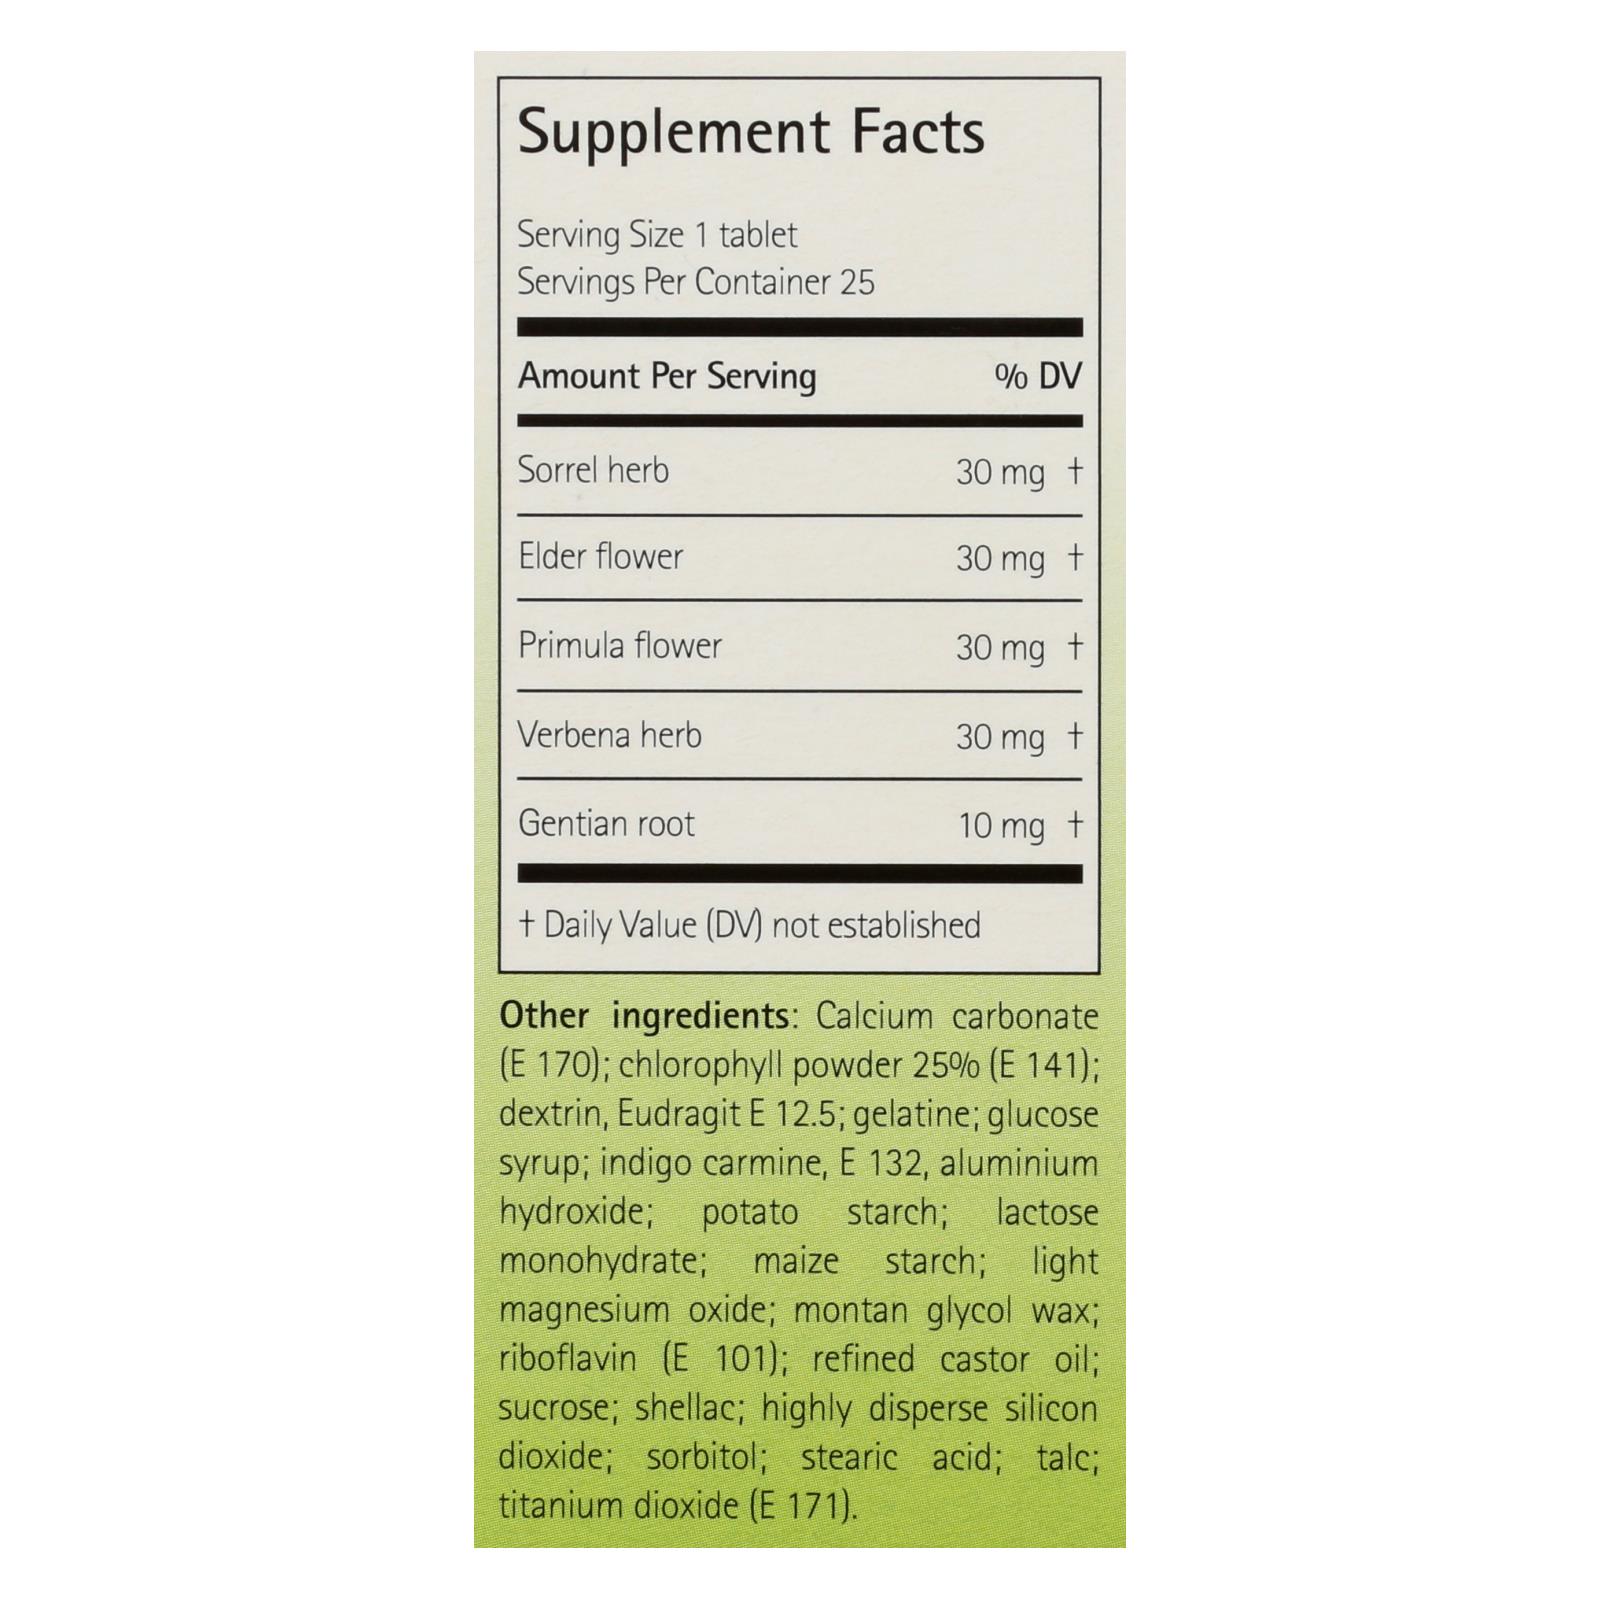 Supplement Facts
Serving Size 1 tablet
Servings Per Container 25
Amount Per Serving % DV
Sorrel herb 30 mg †
Elder flower 30 mg †
Primula flower 30 mg †
Verbena herb 30 mg †
Gentian root 10 mg †
† Daily Value (DV) not established
Other ingredients: Calcium carbonate
(E 170); chlorophyll powder 25% (E 141);
dextrin, Eudragit E 12.5; gelatine; glucose
syrup; indigo carmine, E 132, aluminium
hydroxide; potato starch; lactose
monohydrate; maize starch; light
magnesium oxide; montan glycol wax;
riboflavin (E 101); refined castor oil;
sucrose; shellac; highly disperse silicon
dioxide; sorbitol; stearic acid; talc;
titanium dioxide (E 171).